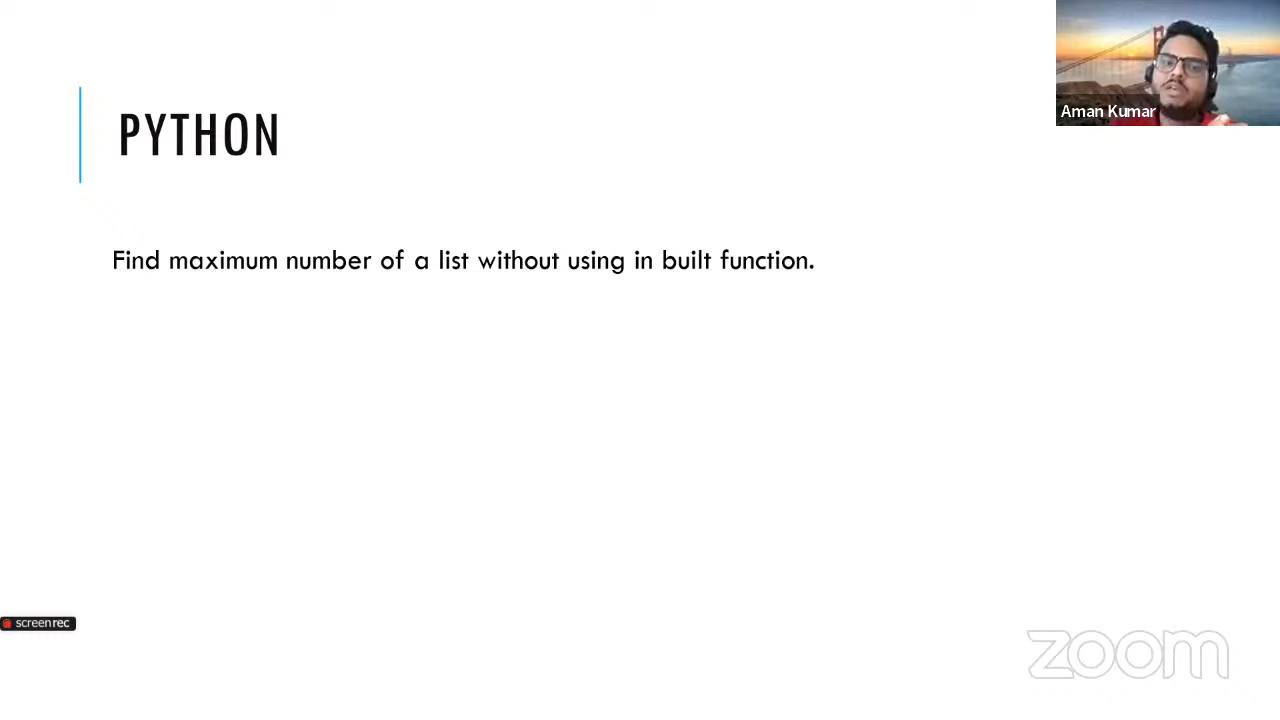 Aman Kumar
PYTHON
Find maximum number of a list without using in built function.
screenrec
zoom